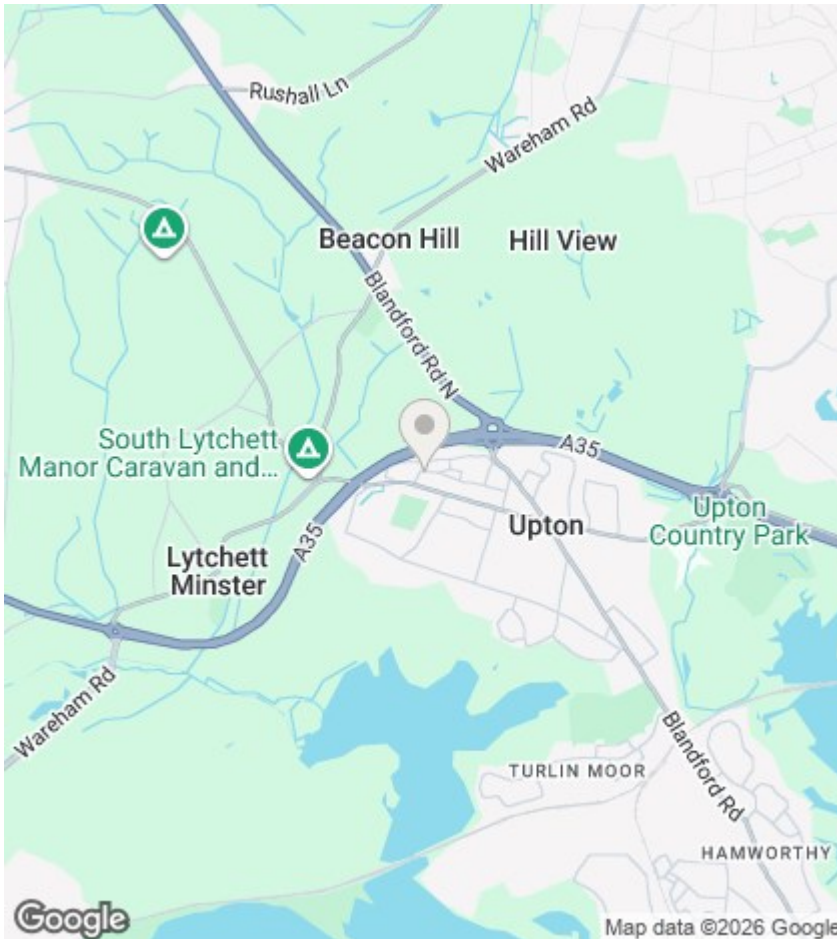 Rushall Ln
Wareham Rd
Beacon Hill
Hill View
Blandford Rd N
South Lytchett
Manor Caravan and...
A35
Upton
Country Park
Upton
A35
Lytchett
Minster
Wareham Rd
Blandford Rd
TURLIN MOOR
HAMWORTHY
Google
Map data ©2026 Google